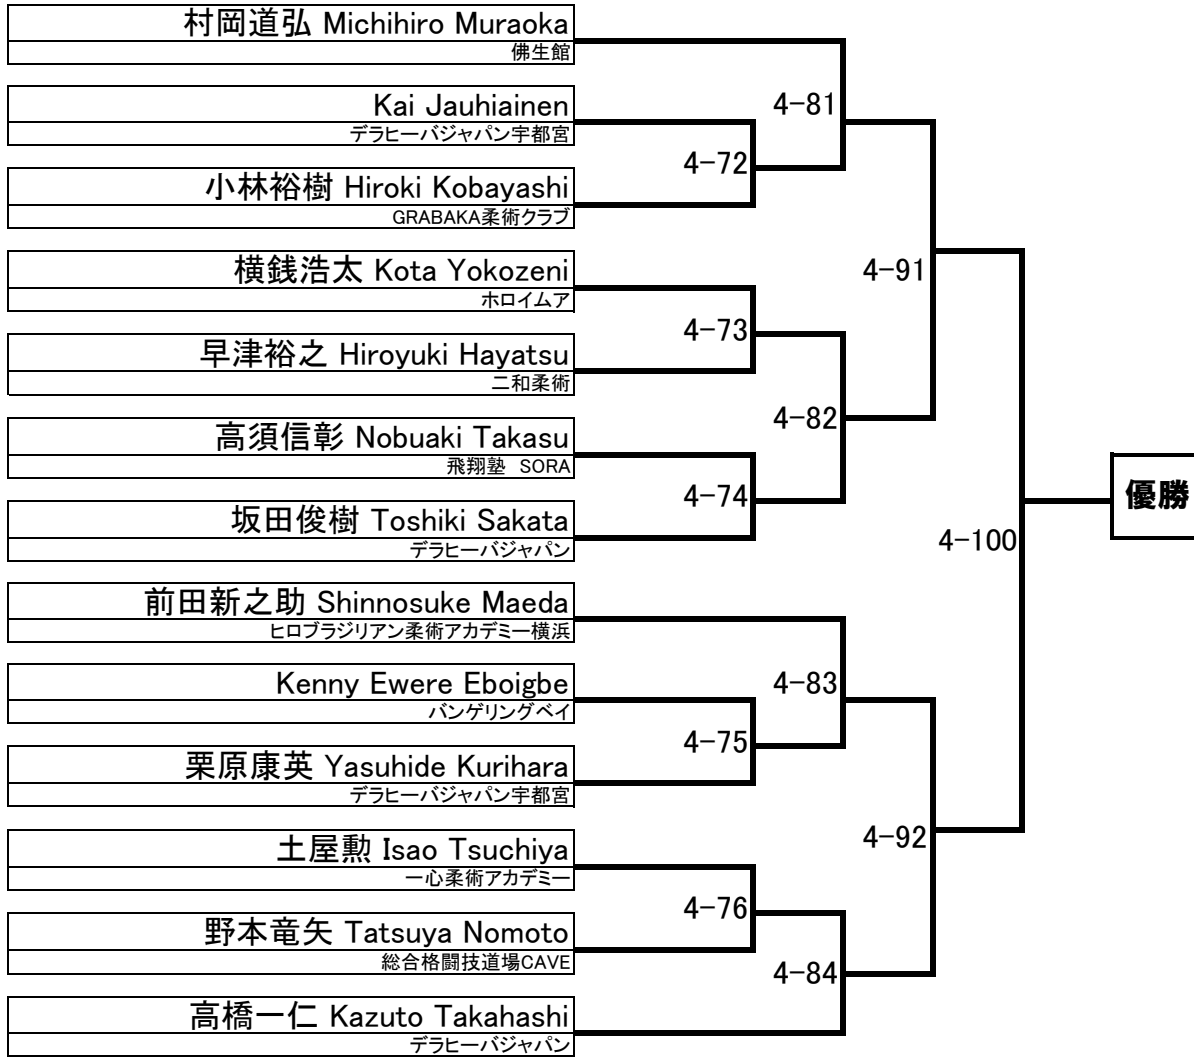 村岡道弘 Michihiro Muraoka
佛生館
Kai Jauhiainen
デラヒーバジャパン宇都宮
4-81
4-72
小林裕樹 Hiroki Kobayashi
GRABAKA柔術クラブ
横銭浩太 Kota Yokozeni
ホロイムア
4-91
4-73
早津裕之 Hiroyuki Hayatsu
二和柔術
4-82
高須信彰 Nobuaki Takasu
飛翔塾 SORA
4-74
優勝
坂田俊樹 Toshiki Sakata
デラヒーバジャパン
4-100
前田新之助 Shinnosuke Maeda
ヒロブラジリアン柔術アカデミー横浜
Kenny Ewere Eboigbe
バンゲリングベイ
4-83
4-75
栗原康英 Yasuhide Kurihara
デラヒーバジャパン宇都宮
4-92
土屋勲 Isao Tsuchiya
一心柔術アカデミー
4-76
野本竜矢 Tatsuya Nomoto
総合格闘技道場CAVE
4-84
高橋一仁 Kazuto Takahashi
デラヒーバジャパン